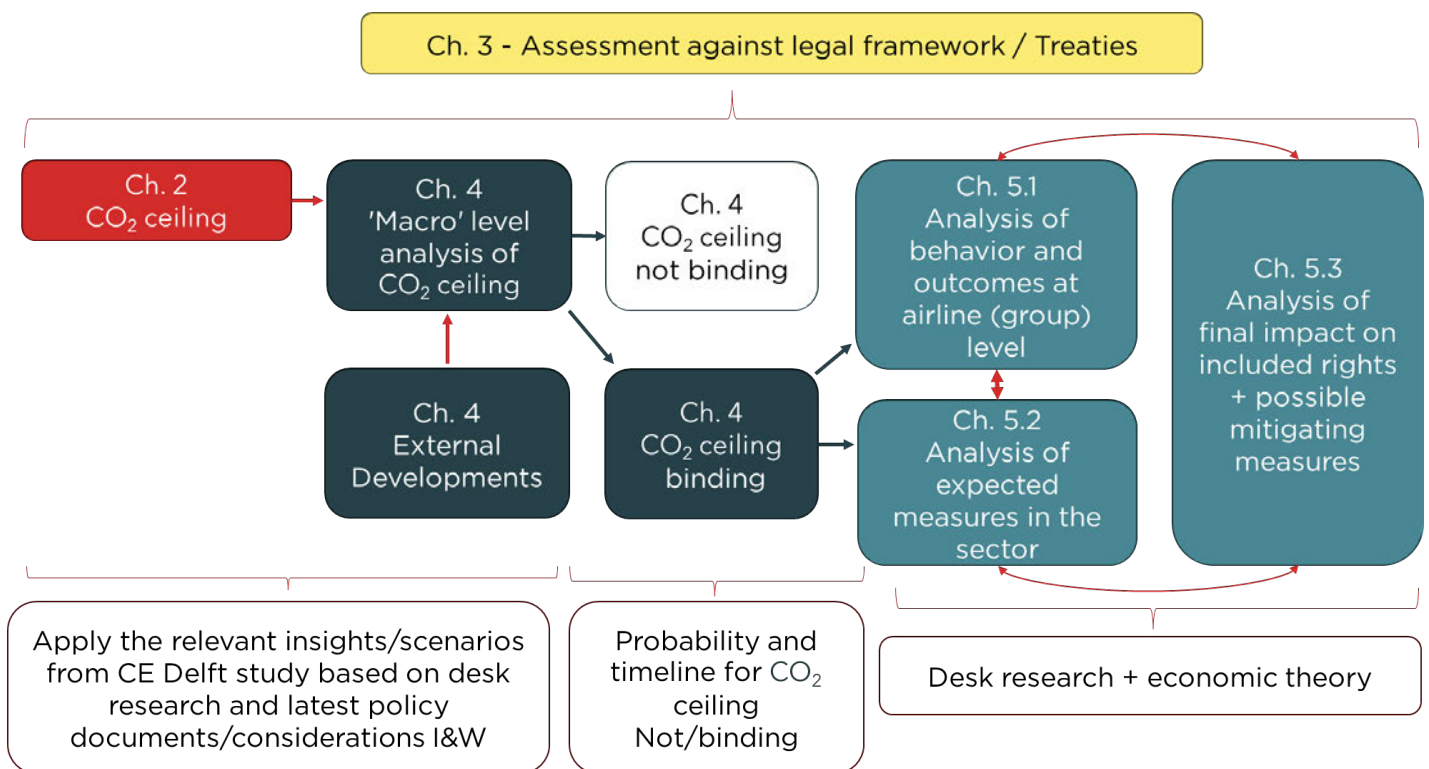 Ch. 3 - Assessment against legal framework / Treaties
Ch. 2
CO₂ ceiling
Ch. 4
'Macro' level
analysis of
CO₂ ceiling
Ch. 4
CO₂ ceiling
not binding
Ch. 5.1
Analysis of
behavior and
outcomes at
airline (group)
level
Ch. 5.3
Analysis of
final impact on
included rights
+ possible
mitigating
measures
Ch. 4
External
Developments
Ch. 4
CO₂ ceiling
binding
Ch. 5.2
Analysis of
expected
measures in the
sector
Apply the relevant insights/scenarios
from CE Delft study based on desk
research and latest policy
documents/considerations I&W
Probability and
timeline for CO₂
ceiling
Not/binding
Desk research + economic theory